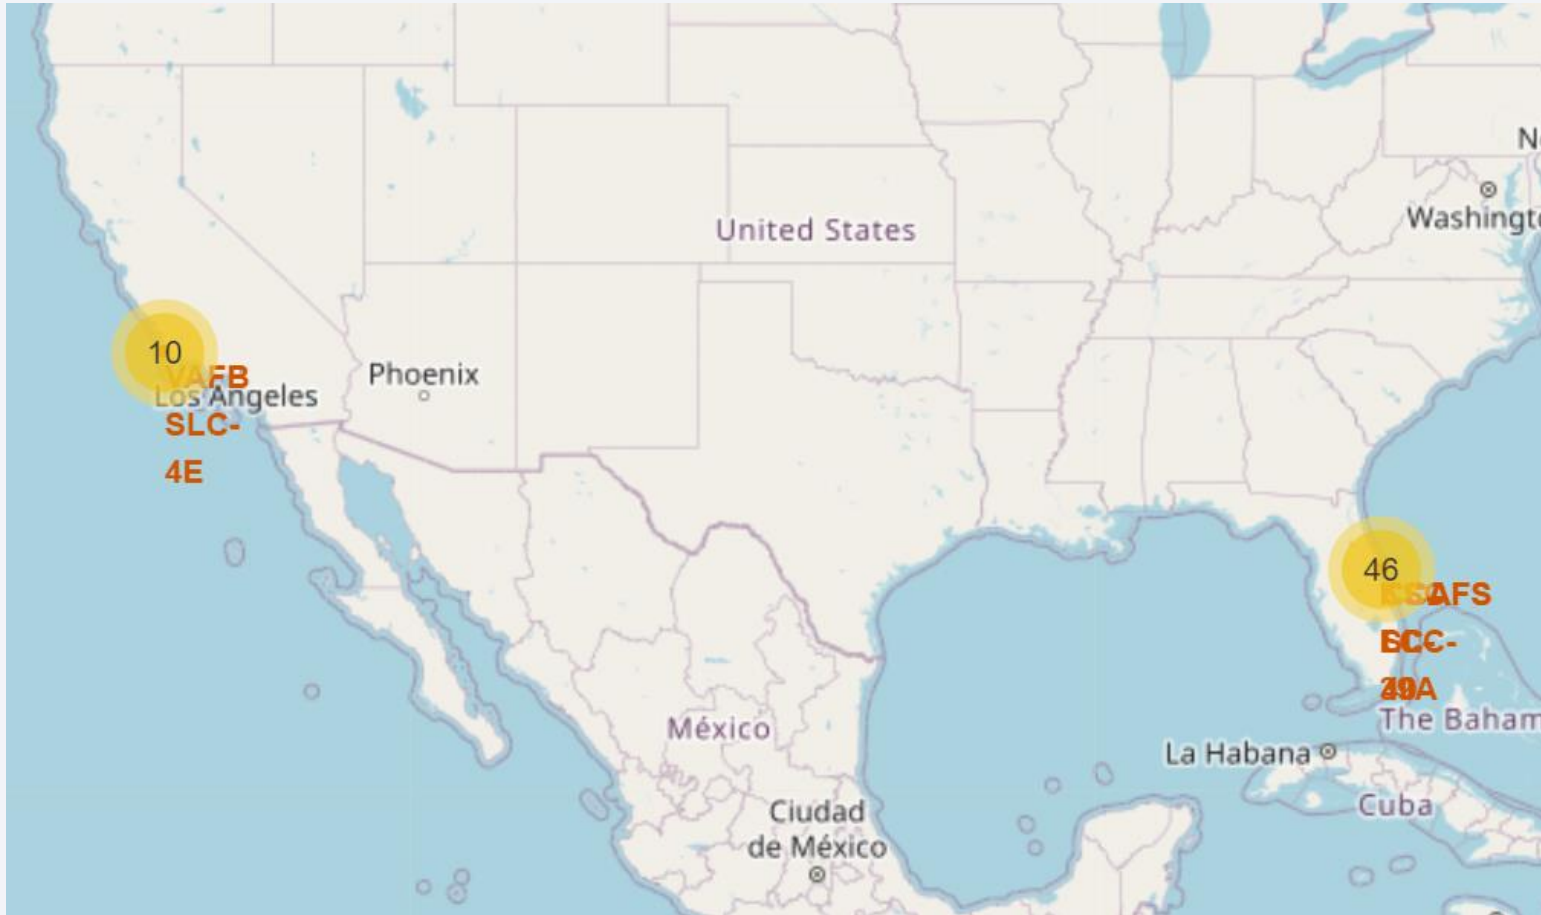 N
Washingt
United States
10
VAFB
Phoenix
Los Angeles
SLC-
4E
46
México
The Baham
La Habana
Cuba
Ciudad
de México